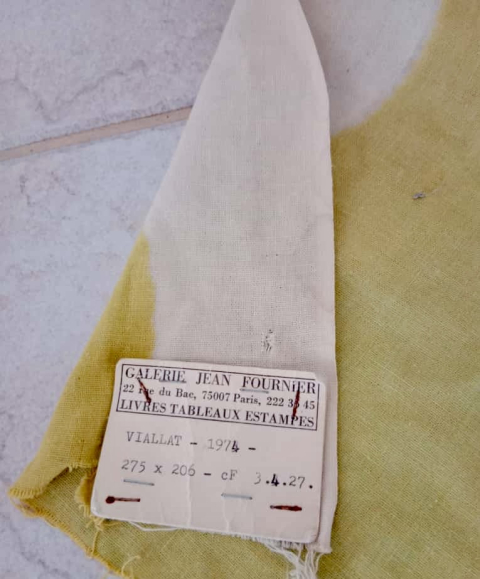 GALERIE JEAN FOURNIER
22 rue du Bac, 75007 Paris, 222 35 45
LIVRES TABLEAUX ESTAMPES
VIALLAT - 1974 -
275 x 206 - cF 3.4.27.